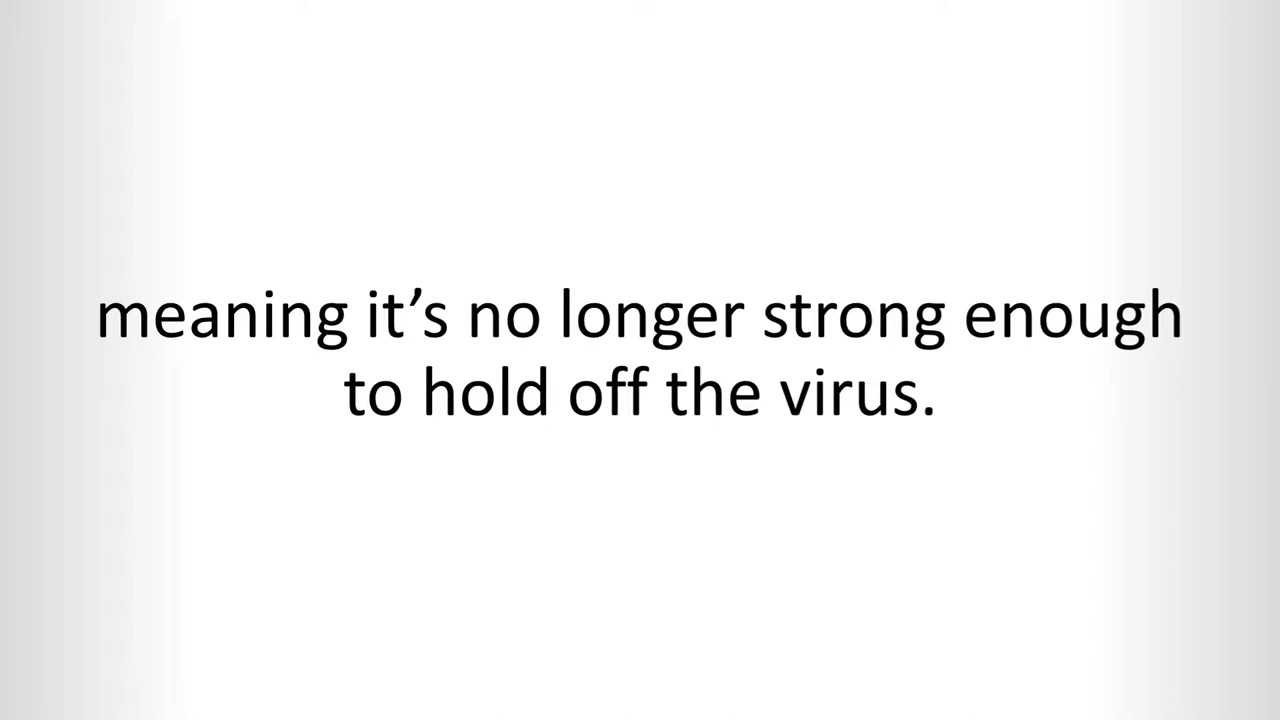 meaning it’s no longer strong enough
to hold off the virus.